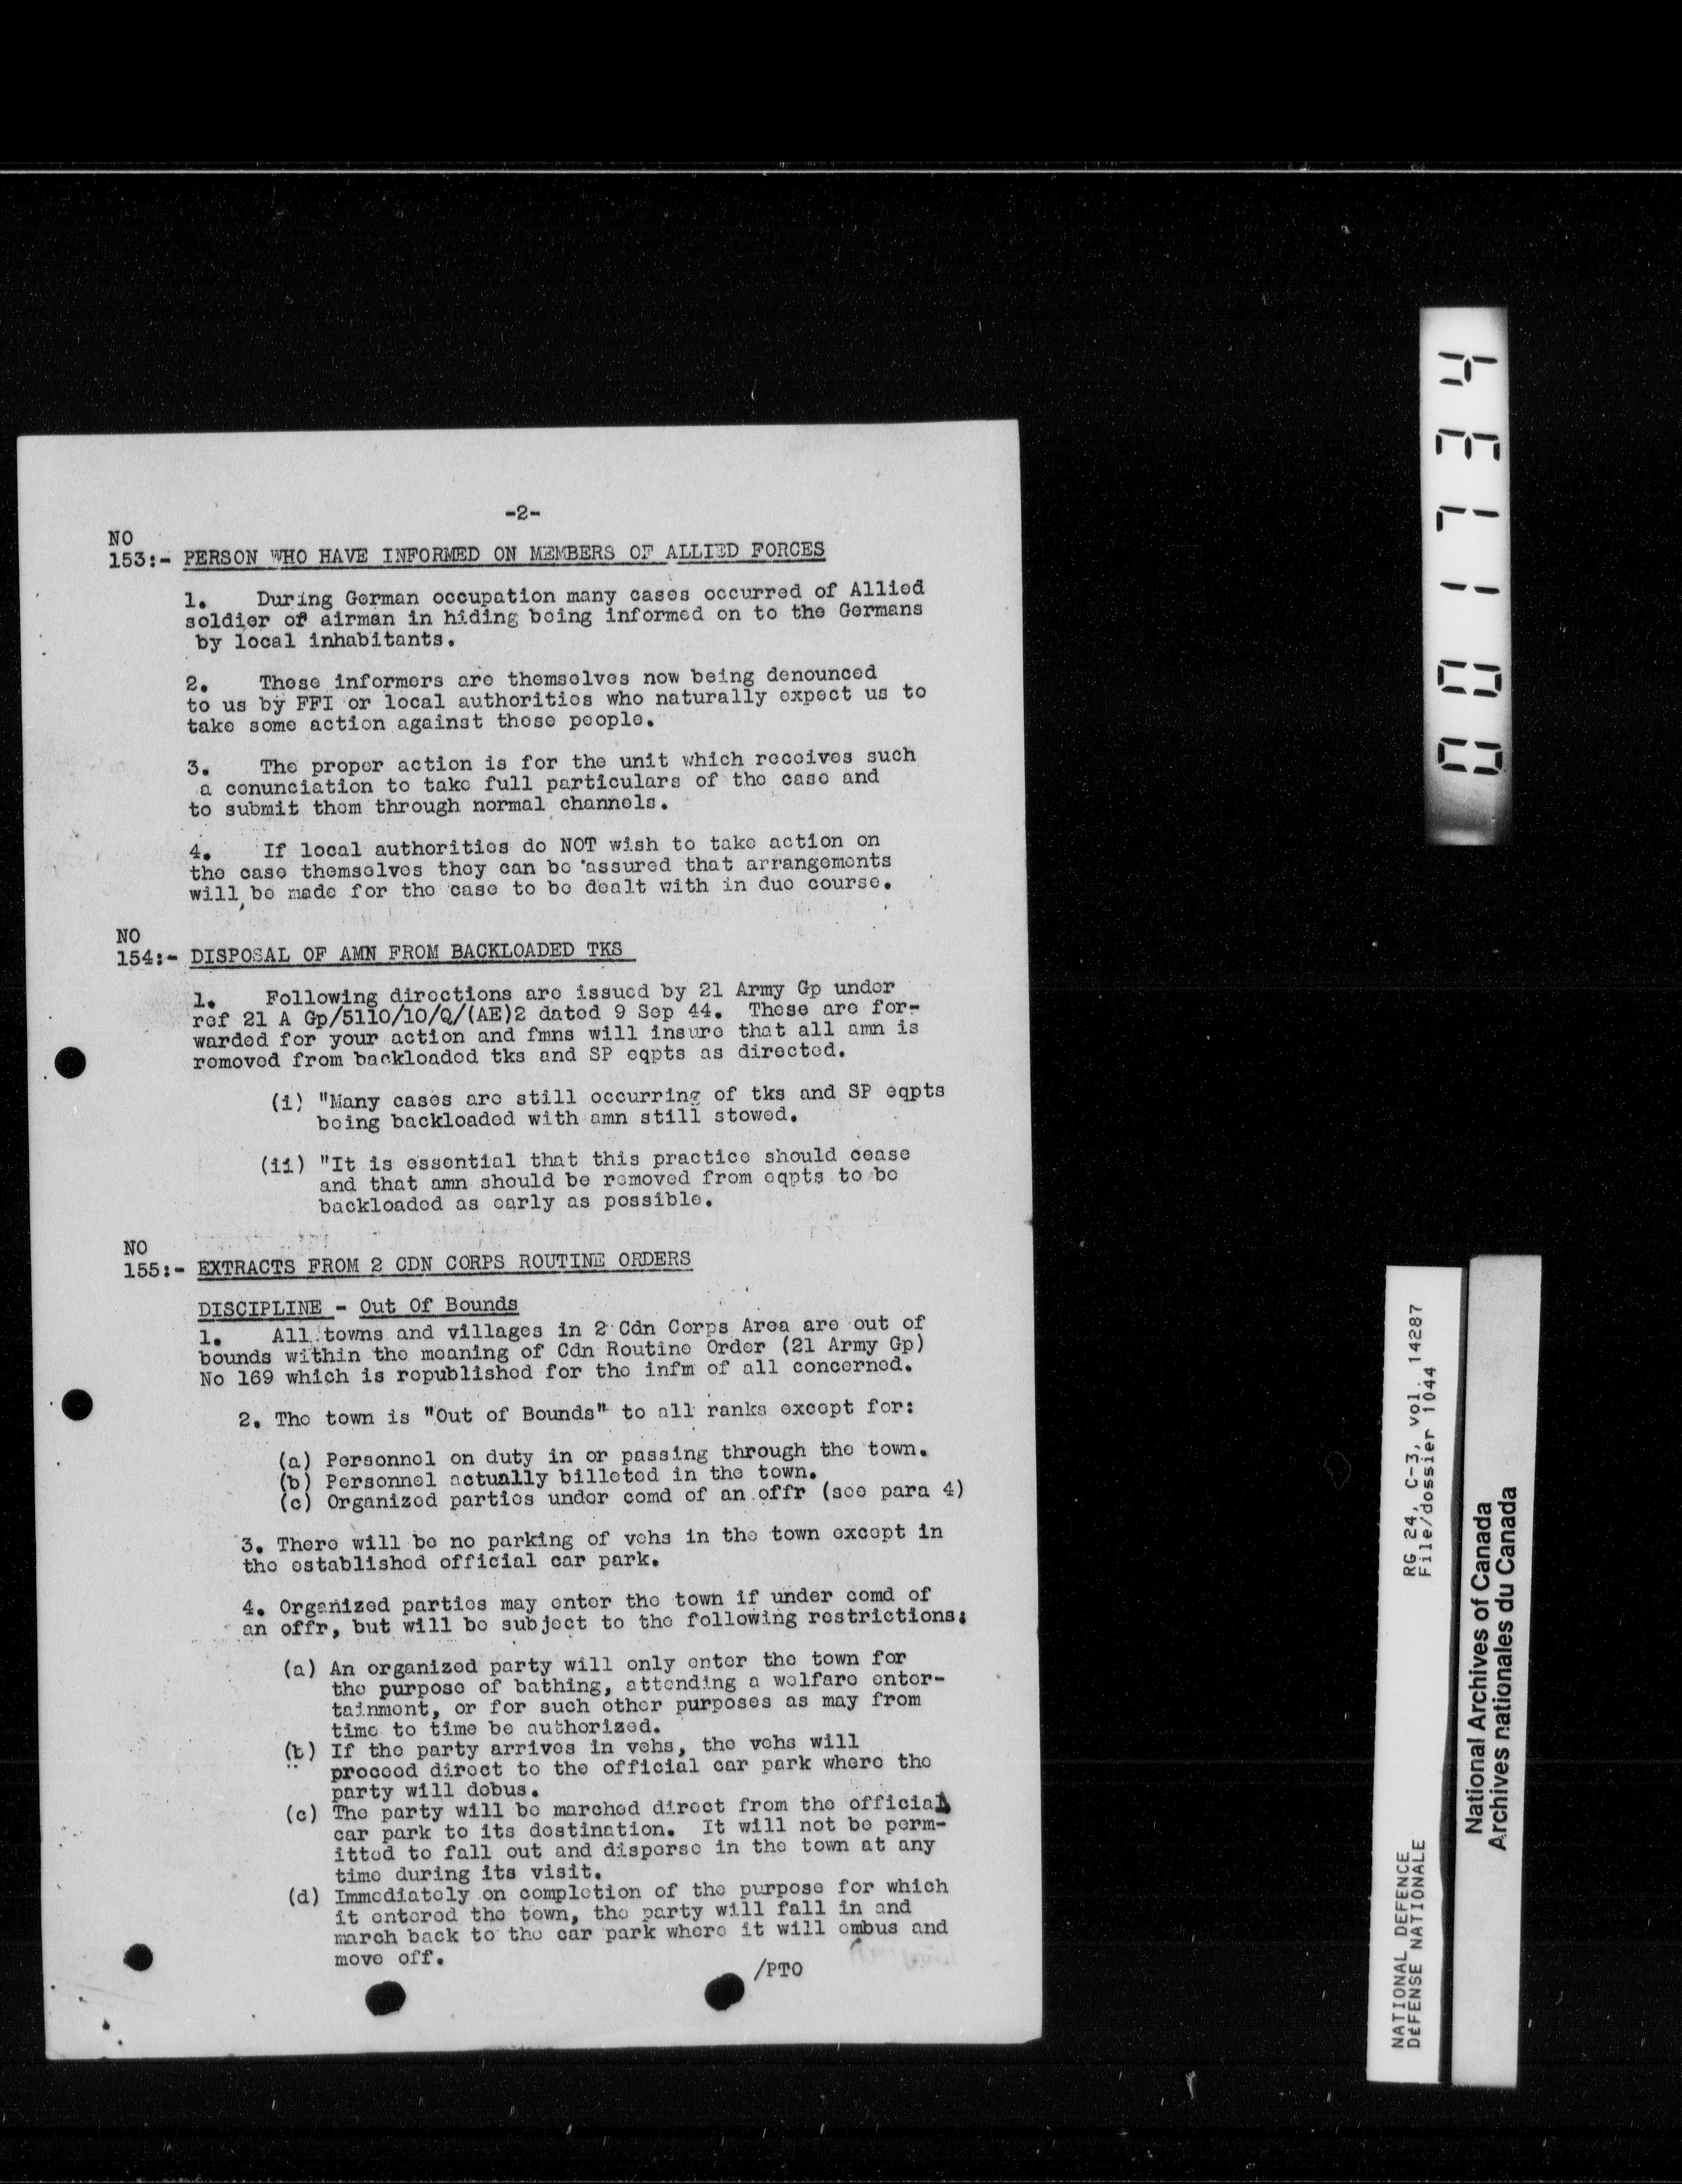 -2-
NO
153:- PERSON WHO HAVE INFORMED ON MEMBERS OF ALLIED FORCES
1. During German occupation many cases occurred of Allied
soldier or airman in hiding being informed on to the Germans
by local inhabitants.
2. These informers are themselves now being denounced
to us by FFI or local authorities who naturally expect us to
take some action against these people.
3. The proper action is for the unit which receives such
a conunciation to take full particulars of the case and
to submit them through normal channels.
4. If local authorities do NOT wish to take action on
the case themselves they can be assured that arrangements
will be made for the case to be dealt with in due course.
NO
154:- DISPOSAL OF AMN FROM BACKLOADED TKS
1. Following directions are issued by 21 Army Gp under
ref 21 A Gp/5110/10/Q/(AE)2 dated 9 Sep 44. These are for-
warded for your action and fmns will insure that all amn is
removed from backloaded tks and SP eqpts as directed.
(i) "Many cases are still occurring of tks and SP eqpts
being backloaded with amn still stowed.
(ii) "It is essential that this practice should cease
and that amn should be removed from eqpts to be
backloaded as early as possible.
NO
155:- EXTRACTS FROM 2 CDN CORPS ROUTINE ORDERS
DISCIPLINE - Out Of Bounds
1. All towns and villages in 2 Cdn Corps Area are out of
bounds within the meaning of Cdn Routine Order (21 Army Gp)
No 169 which is republished for the infm of all concerned.
2. The town is "Out of Bounds" to all ranks except for:
(a) Personnel on duty in or passing through the town.
(b) Personnel actually billeted in the town.
(c) Organized parties under comd of an offr (see para 4)
3. There will be no parking of vehs in the town except in
the established official car park.
4. Organized parties may enter the town if under comd of
an offr, but will be subject to the following restrictions:
(a) An organized party will only enter the town for
the purpose of bathing, attending a welfare enter-
tainment, or for such other purposes as may from
time to time be authorized.
(b) If the party arrives in vehs, the vehs will
proceed direct to the official car park where the
party will debus.
(c) The party will be marched direct from the official
car park to its destination. It will not be perm-
itted to fall out and disperse in the town at any
time during its visit.
(d) Immediately on completion of the purpose for which
it entered the town, the party will fall in and
march back to the car park where it will embus and
move off.
/PTO
001734
NATIONAL DEFENCE
DéFENSE NATIONALE
RG 24, C-3, vol. 14287
File/dossier 1044
National Archives of Canada
Archives nationales du Canada